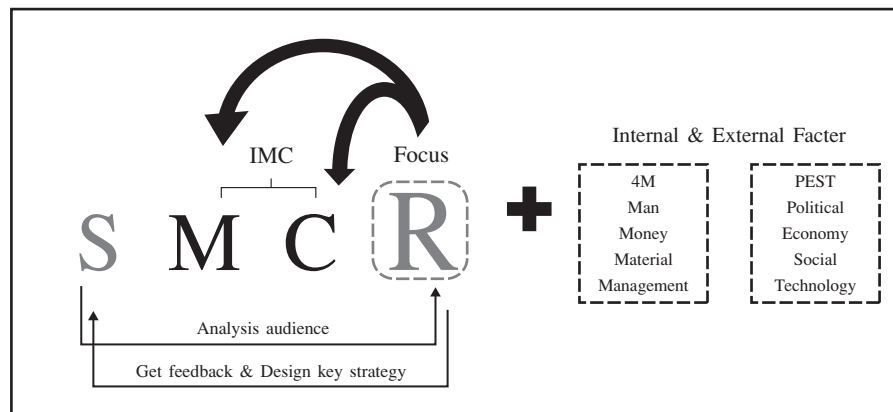 IMC
Focus
S M C R
Analysis audience
Get feedback & Design key strategy
Internal & External Facter
4M
Man
Money
Material
Management
PEST
Political
Economy
Social
Technology